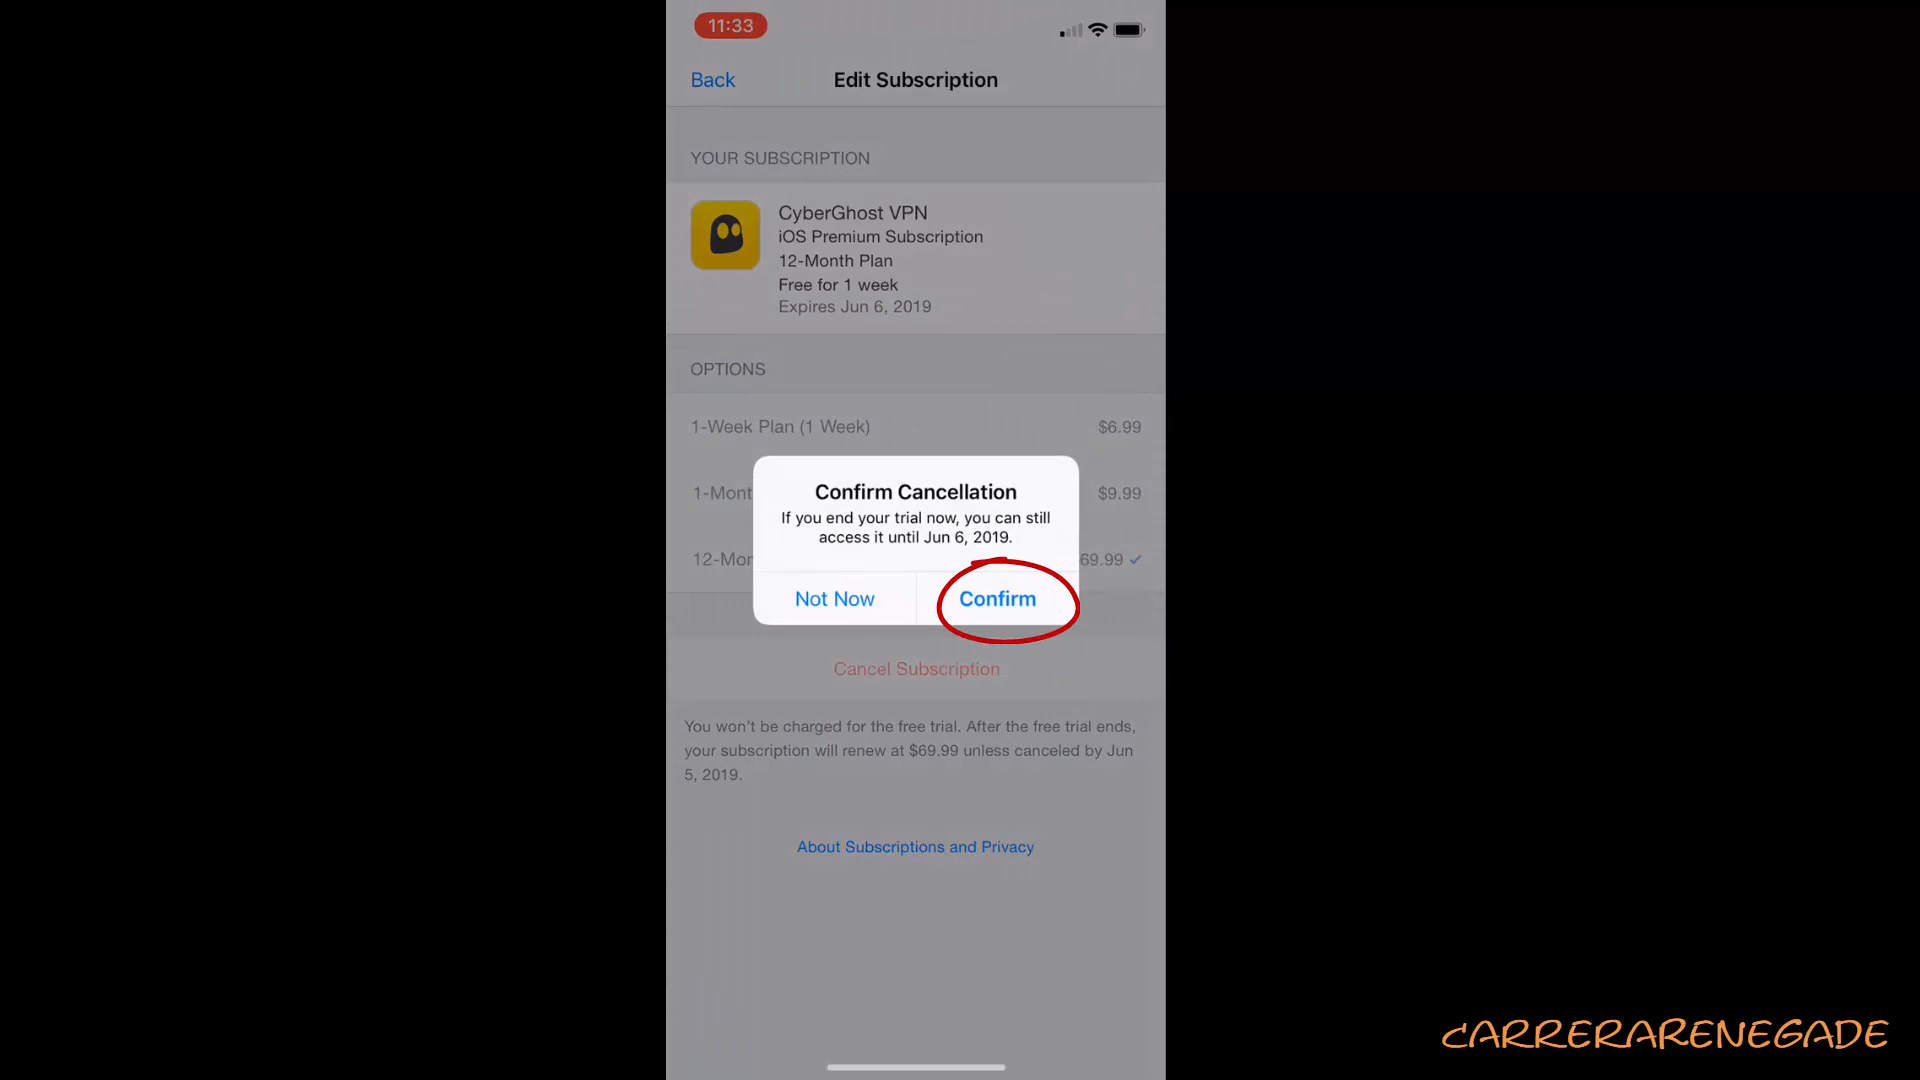 11:33
Back
Edit Subscription
YOUR SUBSCRIPTION
CyberGhost VPN
iOS Premium Subscription
12-Month Plan
Free for 1 week
Expires Jun 6, 2019
OPTIONS
1-Week Plan (1 Week) $6.99
1-Mont $9.99
12-Mon 69.99
Confirm Cancellation
If you end your trial now, you can still
access it until Jun 6, 2019.
Not Now
Confirm
Cancel Subscription
You won't be charged for the free trial. After the free trial ends,
your subscription will renew at $69.99 unless canceled by Jun
5, 2019.
About Subscriptions and Privacy
CARRERARENEGADE